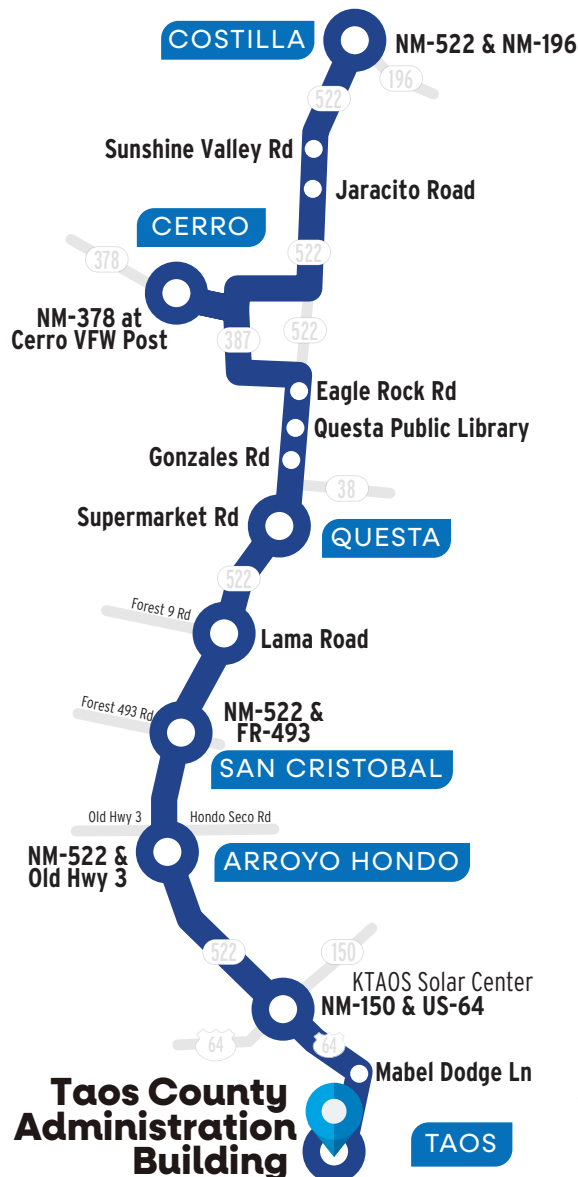 COSTILLA
NM-522 & NM-196
196
522
Sunshine Valley Rd
Jaracito Road
CERRO
378
522
NM-378 at
Cerro VFW Post
387
522
Eagle Rock Rd
Questa Public Library
Gonzales Rd
38
Supermarket Rd
QUESTA
522
Forest 9 Rd
Lama Road
Forest 493 Rd
NM-522 &
FR-493
SAN CRISTOBAL
Old Hwy 3
Hondo Seco Rd
NM-522 &
Old Hwy 3
ARROYO HONDO
522
150
KTAOS Solar Center
NM-150 & US-64
64
64
Mabel Dodge Ln
Taos County
Administration
Building
TAOS